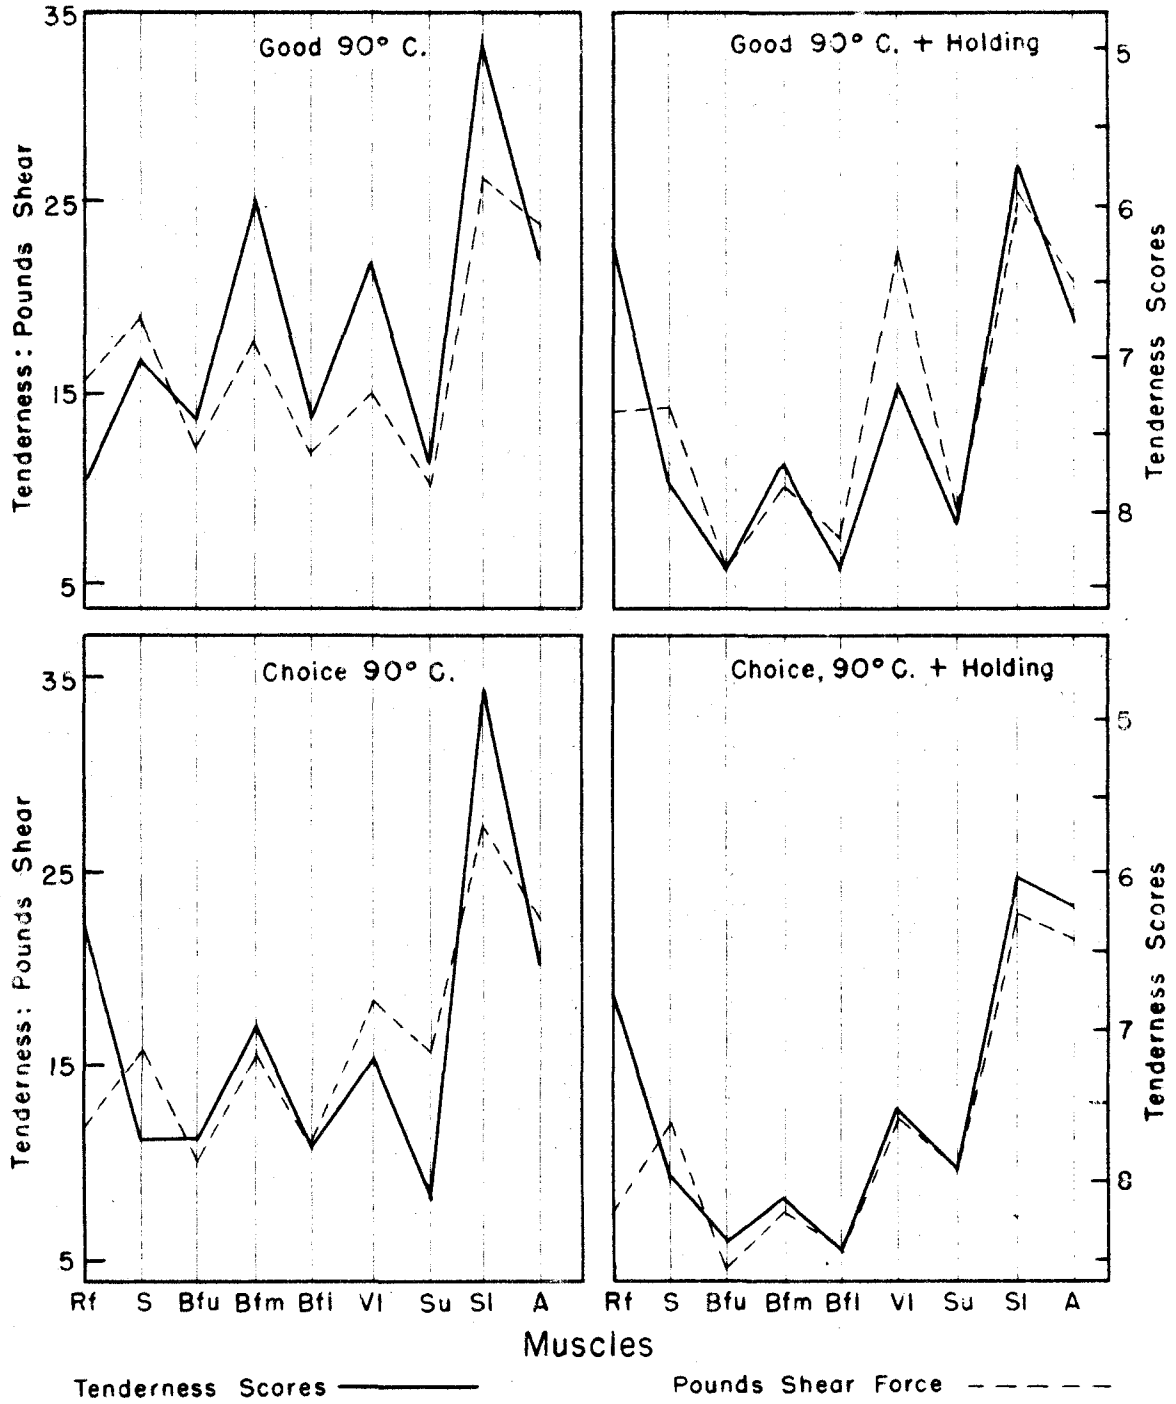 35
25
15
5
Tenderness: Pounds Shear
Good 90° C.
Good 90° C. + Holding
5
6
7
8
Tenderness Scores
35
25
15
5
Tenderness: Pounds Shear
Choice 90° C.
Choice, 90° C. + Holding
5
6
7
8
Tenderness Scores
Rf S Bfu Bfm Bfl Vl Su Sl A
Rf S Bfu Bfm Bfl Vl Su Sl A
Muscles
Tenderness Scores
Pounds Shear Force